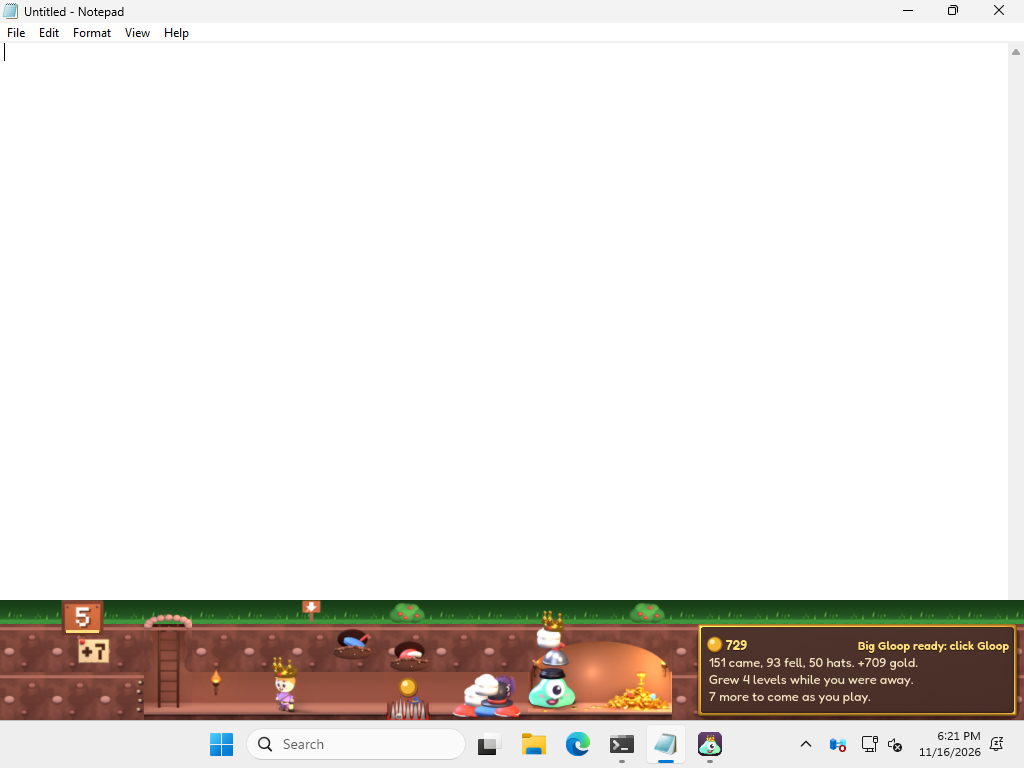 Untitled - Notepad
File Edit Format View Help
5
+7
729 Big Gloop ready: click Gloop
151 came, 93 fell, 50 hats. +709 gold.
Grew 4 levels while you were away.
7 more to come as you play.
Search
6:21 PM
11/16/2026